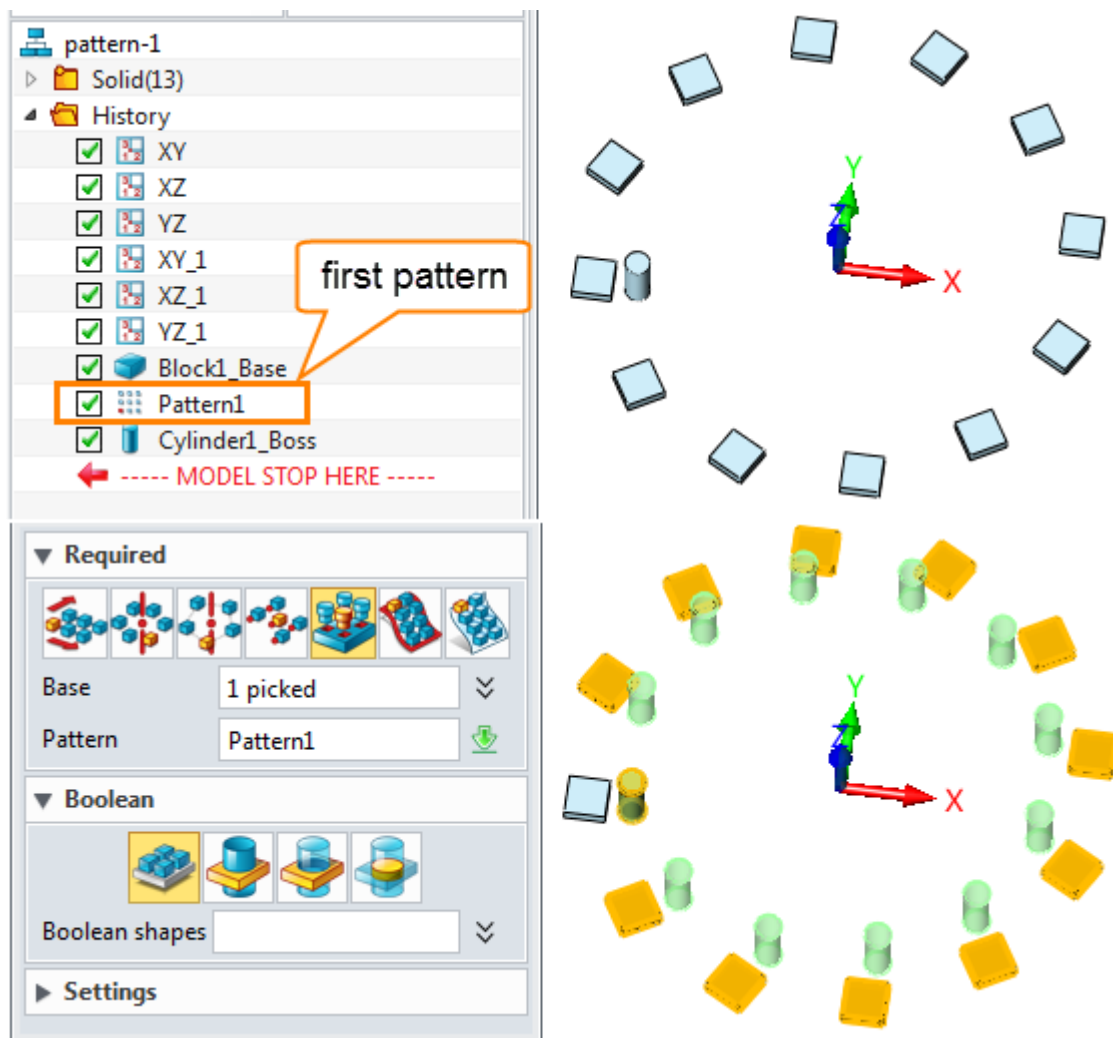 pattern-1
Solid(13)
History
XY
XZ
YZ
XY_1
XZ_1
YZ_1
Block1_Base
Pattern1
Cylinder1_Boss
----- MODEL STOP HERE -----
first pattern
Y
Z
X
Required
Base 1 picked
Pattern Pattern1
Boolean
Boolean shapes
Settings
Y
Z
X